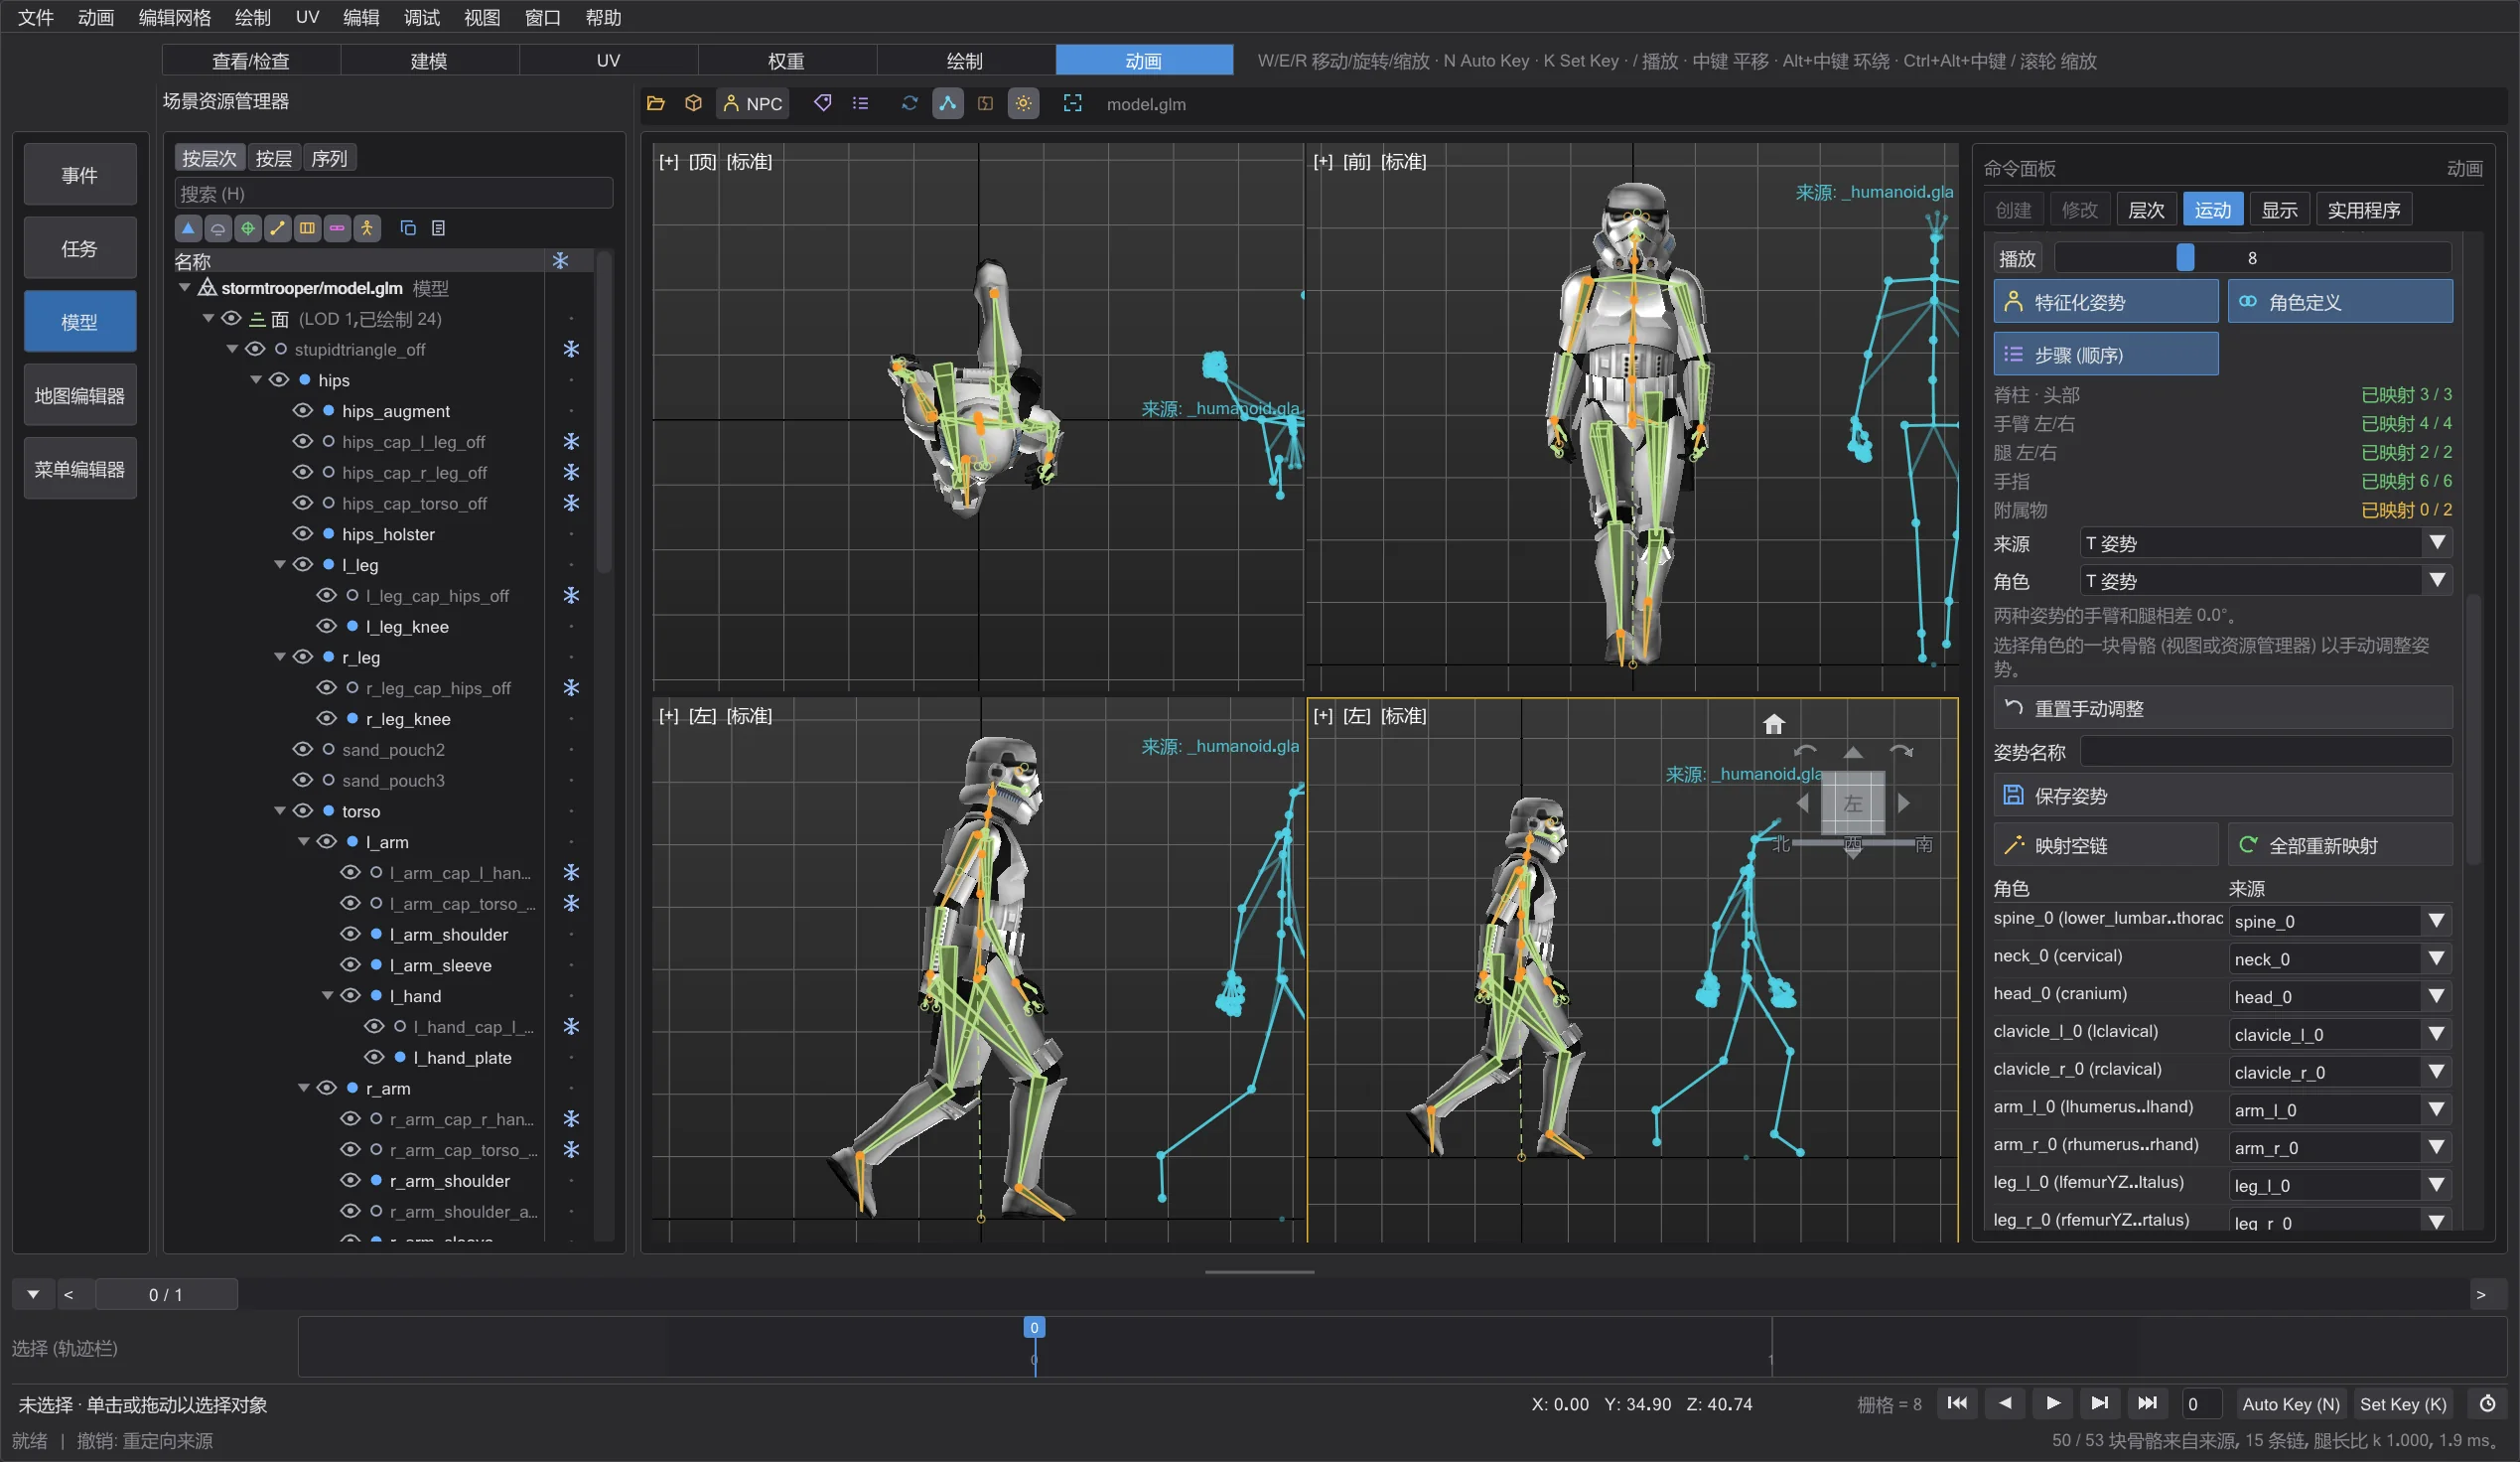 文件 动画 编辑网格 绘制 UV 编辑 调试 视图 窗口 帮助
查看/检查 建模 UV 权重 绘制 动画 W/E/R 移动/旋转/缩放 · N Auto Key · K Set Key · / 播放 · 中键 平移 · Alt+中键 环绕 · Ctrl+Alt+中键 / 滚轮 缩放
场景资源管理器
NPC model.glm
事件
任务
模型
地图编辑器
菜单编辑器
按层次 按层 序列
搜索 (H)
名称
stormtrooper/model.glm 模型
面 (LOD 1,已绘制 24)
stupidtriangle_off
hips
hips_augment
hips_cap_l_leg_off
hips_cap_r_leg_off
hips_cap_torso_off
hips_holster
l_leg
l_leg_cap_hips_off
l_leg_knee
r_leg
r_leg_cap_hips_off
r_leg_knee
sand_pouch2
sand_pouch3
torso
l_arm
l_arm_cap_l_han...
l_arm_cap_torso_...
l_arm_shoulder
l_arm_sleeve
l_hand
l_hand_cap_l_...
l_hand_plate
r_arm
r_arm_cap_r_han...
r_arm_cap_torso_...
r_arm_shoulder
r_arm_shoulder_a...
[+] [顶] [标准]
来源: _humanoid.gla
[+] [前] [标准]
来源: _humanoid.gla
[+] [左] [标准]
来源: _humanoid.gla
[+] [左] [标准]
来源: _humanoid.gla
左
北 西 南
命令面板 动画
创建 修改 层次 运动 显示 实用程序
播放 8
特征化姿势 角色定义
步骤 (顺序)
脊柱 · 头部 已映射 3 / 3
手臂 左/右 已映射 4 / 4
腿 左/右 已映射 2 / 2
手指 已映射 6 / 6
附属物 已映射 0 / 2
来源 T 姿势
角色 T 姿势
两种姿势的手臂和腿相差 0.0°。
选择角色的一块骨骼 (视图或资源管理器) 以手动调整姿
势。
重置手动调整
姿势名称
保存姿势
映射空链 全部重新映射
角色 来源
spine_0 (lower_lumbar..thorac spine_0
neck_0 (cervical) neck_0
head_0 (cranium) head_0
clavicle_l_0 (lclavical) clavicle_l_0
clavicle_r_0 (rclavical) clavicle_r_0
arm_l_0 (lhumerus..lhand) arm_l_0
arm_r_0 (rhumerus..rhand) arm_r_0
leg_l_0 (lfemurYZ..ltalus) leg_l_0
leg_r_0 (rfemurYZ..rtalus) leg_r_0
< 0 / 1 >
选择 (轨迹栏) 0 0 1
未选择 · 单击或拖动以选择对象 X: 0.00 Y: 34.90 Z: 40.74 栅格 = 8 0 Auto Key (N) Set Key (K)
就绪 | 撤销: 重定向来源 50 / 53 块骨骼来自来源, 15 条链, 腿长比 k 1.000, 1.9 ms。